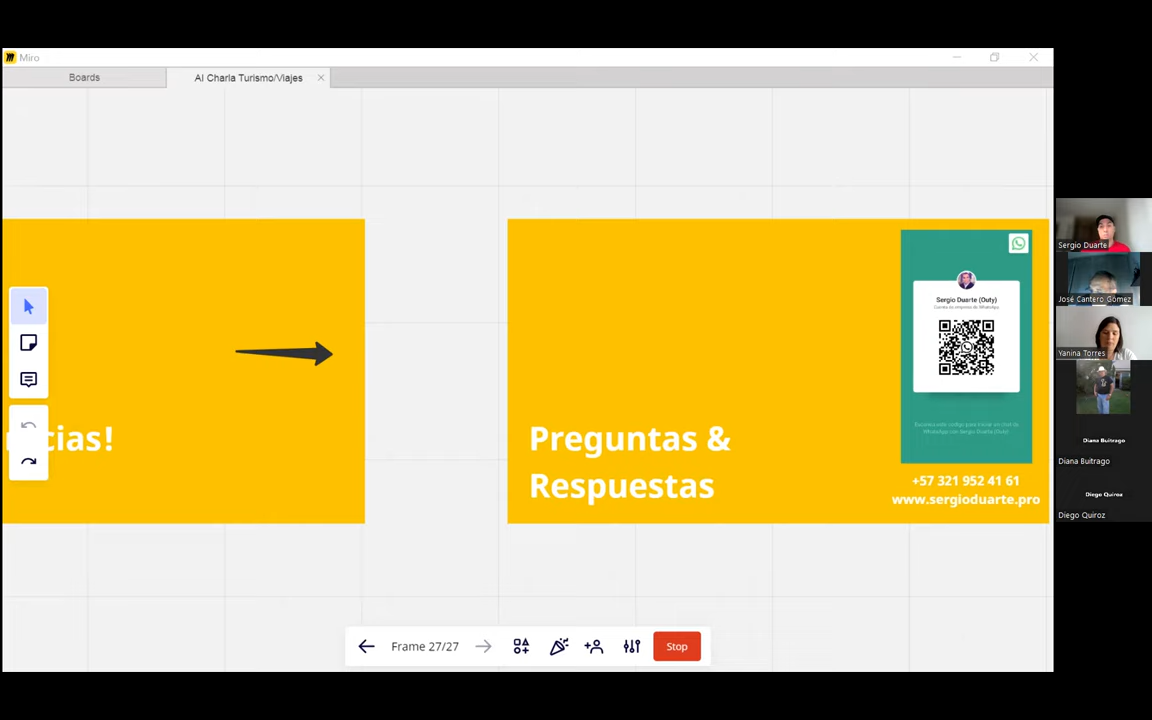 Miro
Boards
AI Charla Turismo/Viajes
cias!
Sergio Duarte (Outy)
Preguntas &
Respuestas
+57 321 952 41 61
www.sergioduarte.pro
Frame 27/27
Stop
Sergio Duarte
José Cantero Gómez
Yanina Torres
Diana Buitrago
Diana Buitrago
Diego Quiroz
Diego Quiroz